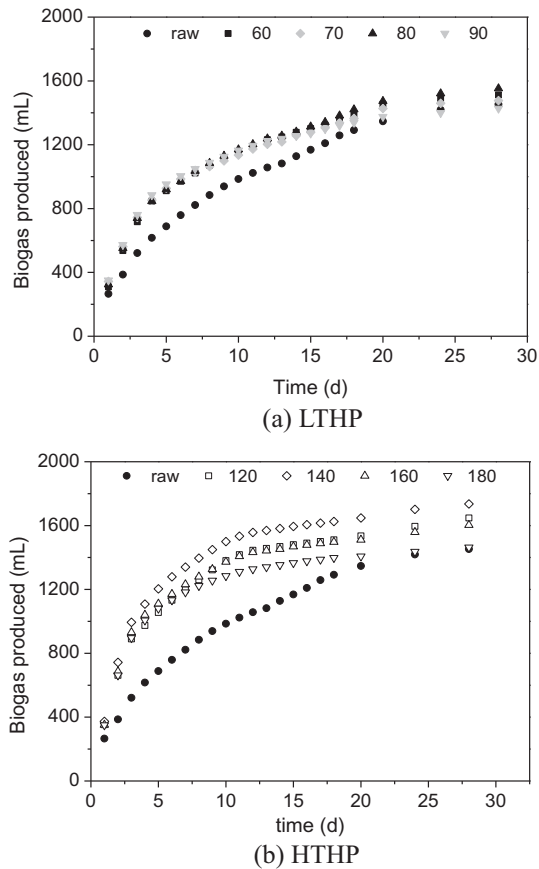 raw 60 70 80 90
2000
1600
1200
800
400
0
Biogas produced (mL)
0 5 10 15 20 25 30
Time (d)
(a) LTHP
raw 120 140 160 180
2000
1600
1200
800
400
0
Biogas produced (mL)
0 5 10 15 20 25 30
time (d)
(b) HTHP